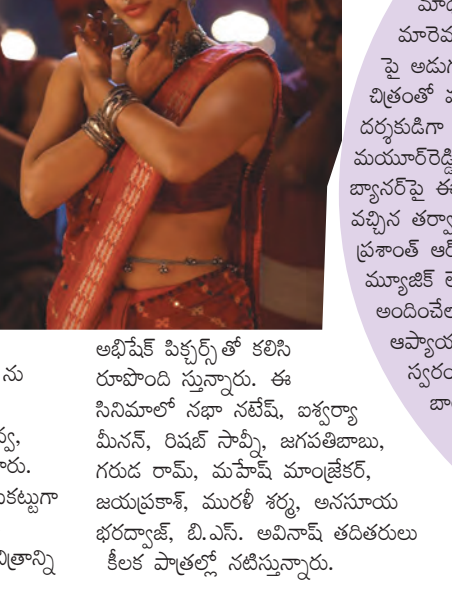 ను
వ్వ,
నారు.
కట్టుగా
చిత్రాన్ని
అభిషేక్ పిక్చర్స్ తో కలిసి
రూపొంది స్తున్నారు. ఈ
సినిమాలో నభా నటేష్, ఐశ్వర్యా
మీనన్, రిషబ్ సావ్నీ, జగపతిబాబు,
గరుడ రామ్, మహేష్ మాంజ్రేకర్,
జయప్రకాశ్, మురళీ శర్మ, అనసూయ
భరద్వాజ్, బి.ఎస్. అవినాష్ తదితరులు
కీలక పాత్రల్లో నటిస్తున్నారు.
మారెమ
పై అడుగ
చిత్రంతో
దర్శకుడిగా
మయూర్‌రెడ్డి
బ్యానర్‌పై ఈ
వచ్చిన తర్వా
ప్రశాంత్ ఆర్
మ్యూజిక్
అందించేల
ఆప్యాయ
స్వరం
బా